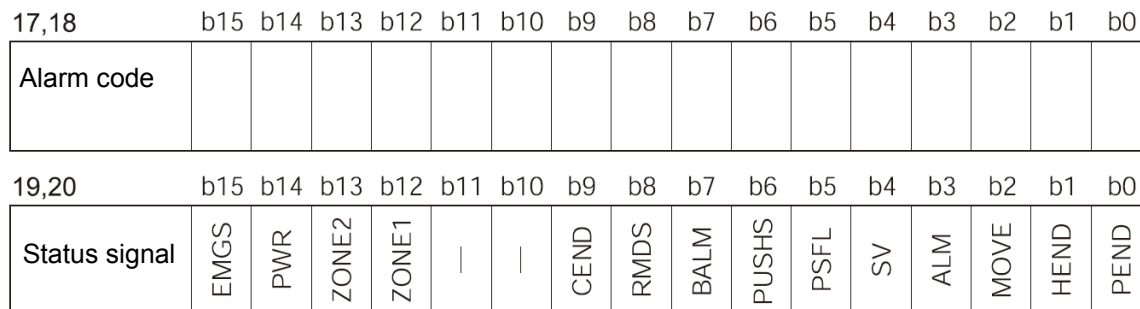 17,18 b15 b14 b13 b12 b11 b10 b9 b8 b7 b6 b5 b4 b3 b2 b1 b0
Alarm code
19,20 b15 b14 b13 b12 b11 b10 b9 b8 b7 b6 b5 b4 b3 b2 b1 b0
Status signal EMGS PWR ZONE2 ZONE1 — — CEND RMDS BALM PUSHS PSFL SV ALM MOVE HEND PEND